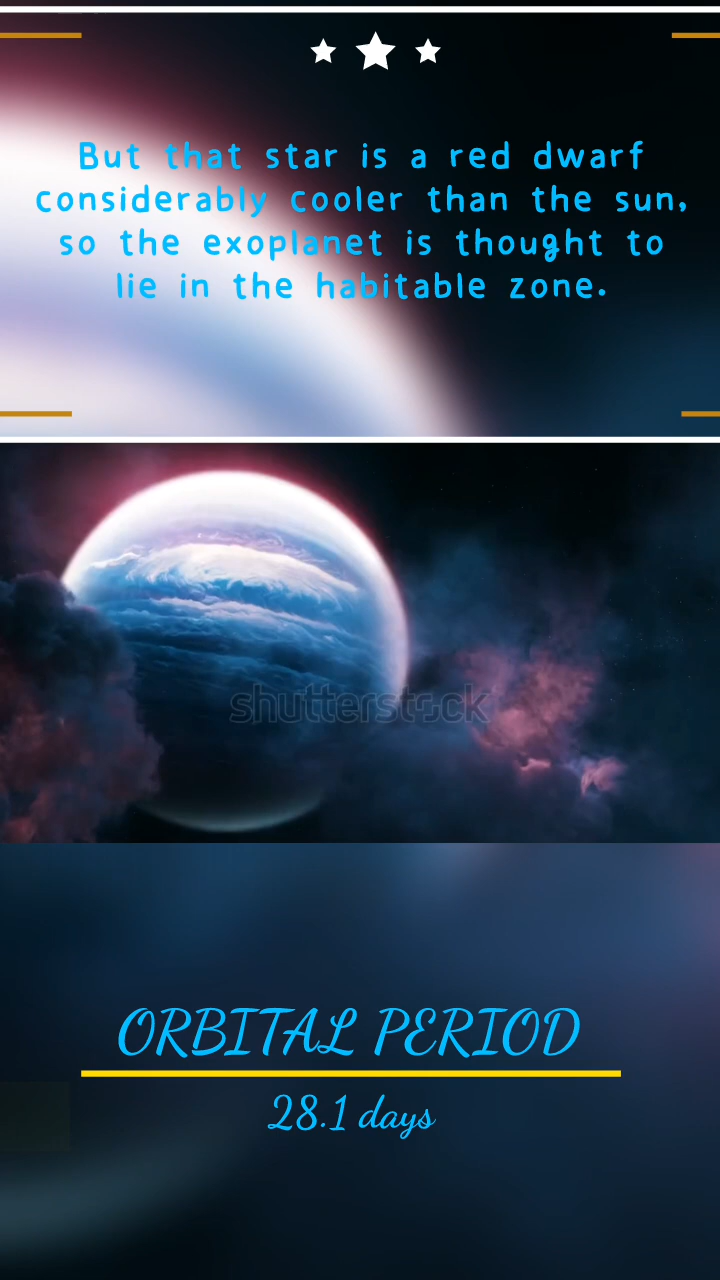 But that star is a red dwarf
considerably cooler than the sun,
so the exoplanet is thought to
lie in the habitable zone.
shutterstock
ORBITAL PERIOD
28.1 days